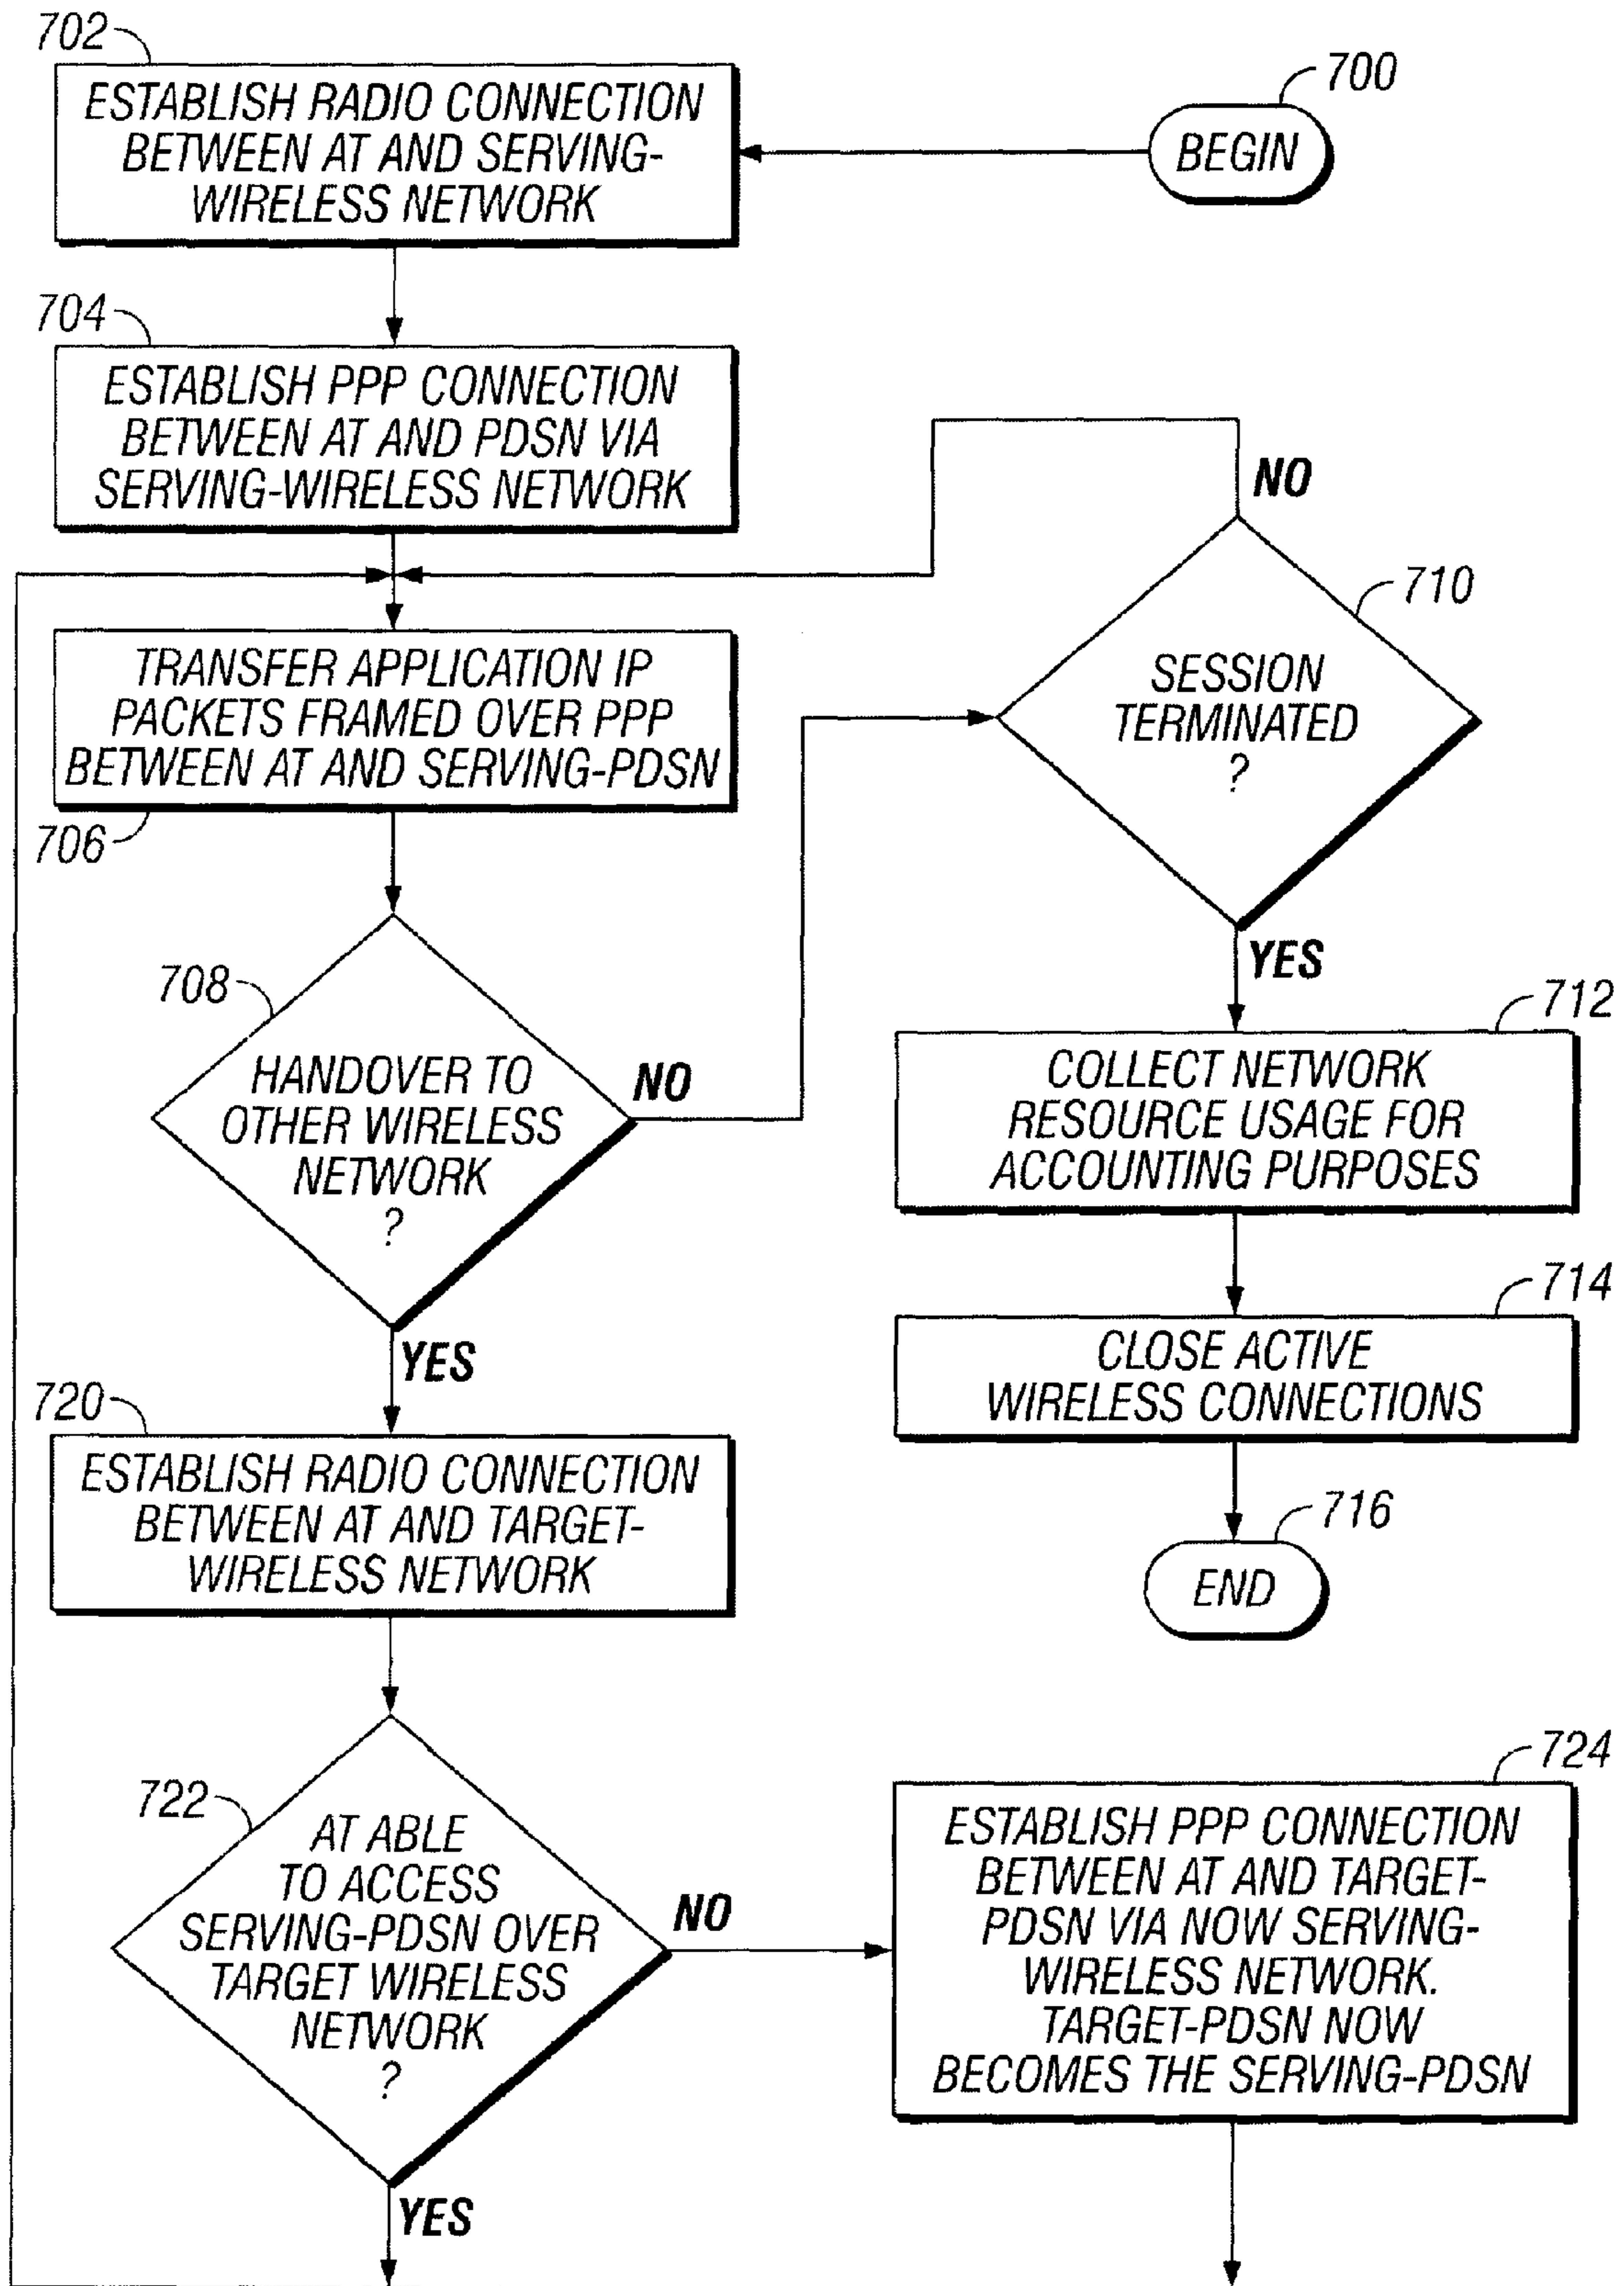 702
ESTABLISH RADIO CONNECTION
BETWEEN AT AND SERVING-
WIRELESS NETWORK
700
BEGIN
704
ESTABLISH PPP CONNECTION
BETWEEN AT AND PDSN VIA
SERVING-WIRELESS NETWORK
TRANSFER APPLICATION IP
PACKETS FRAMED OVER PPP
BETWEEN AT AND SERVING-PDSN
706
708
HANDOVER TO
OTHER WIRELESS
NETWORK
?
NO
YES
NO
710
SESSION
TERMINATED
?
YES
712
COLLECT NETWORK
RESOURCE USAGE FOR
ACCOUNTING PURPOSES
714
CLOSE ACTIVE
WIRELESS CONNECTIONS
716
END
720
ESTABLISH RADIO CONNECTION
BETWEEN AT AND TARGET-
WIRELESS NETWORK
722
AT ABLE
TO ACCESS
SERVING-PDSN OVER
TARGET WIRELESS
NETWORK
?
NO
YES
724
ESTABLISH PPP CONNECTION
BETWEEN AT AND TARGET-
PDSN VIA NOW SERVING-
WIRELESS NETWORK.
TARGET-PDSN NOW
BECOMES THE SERVING-PDSN